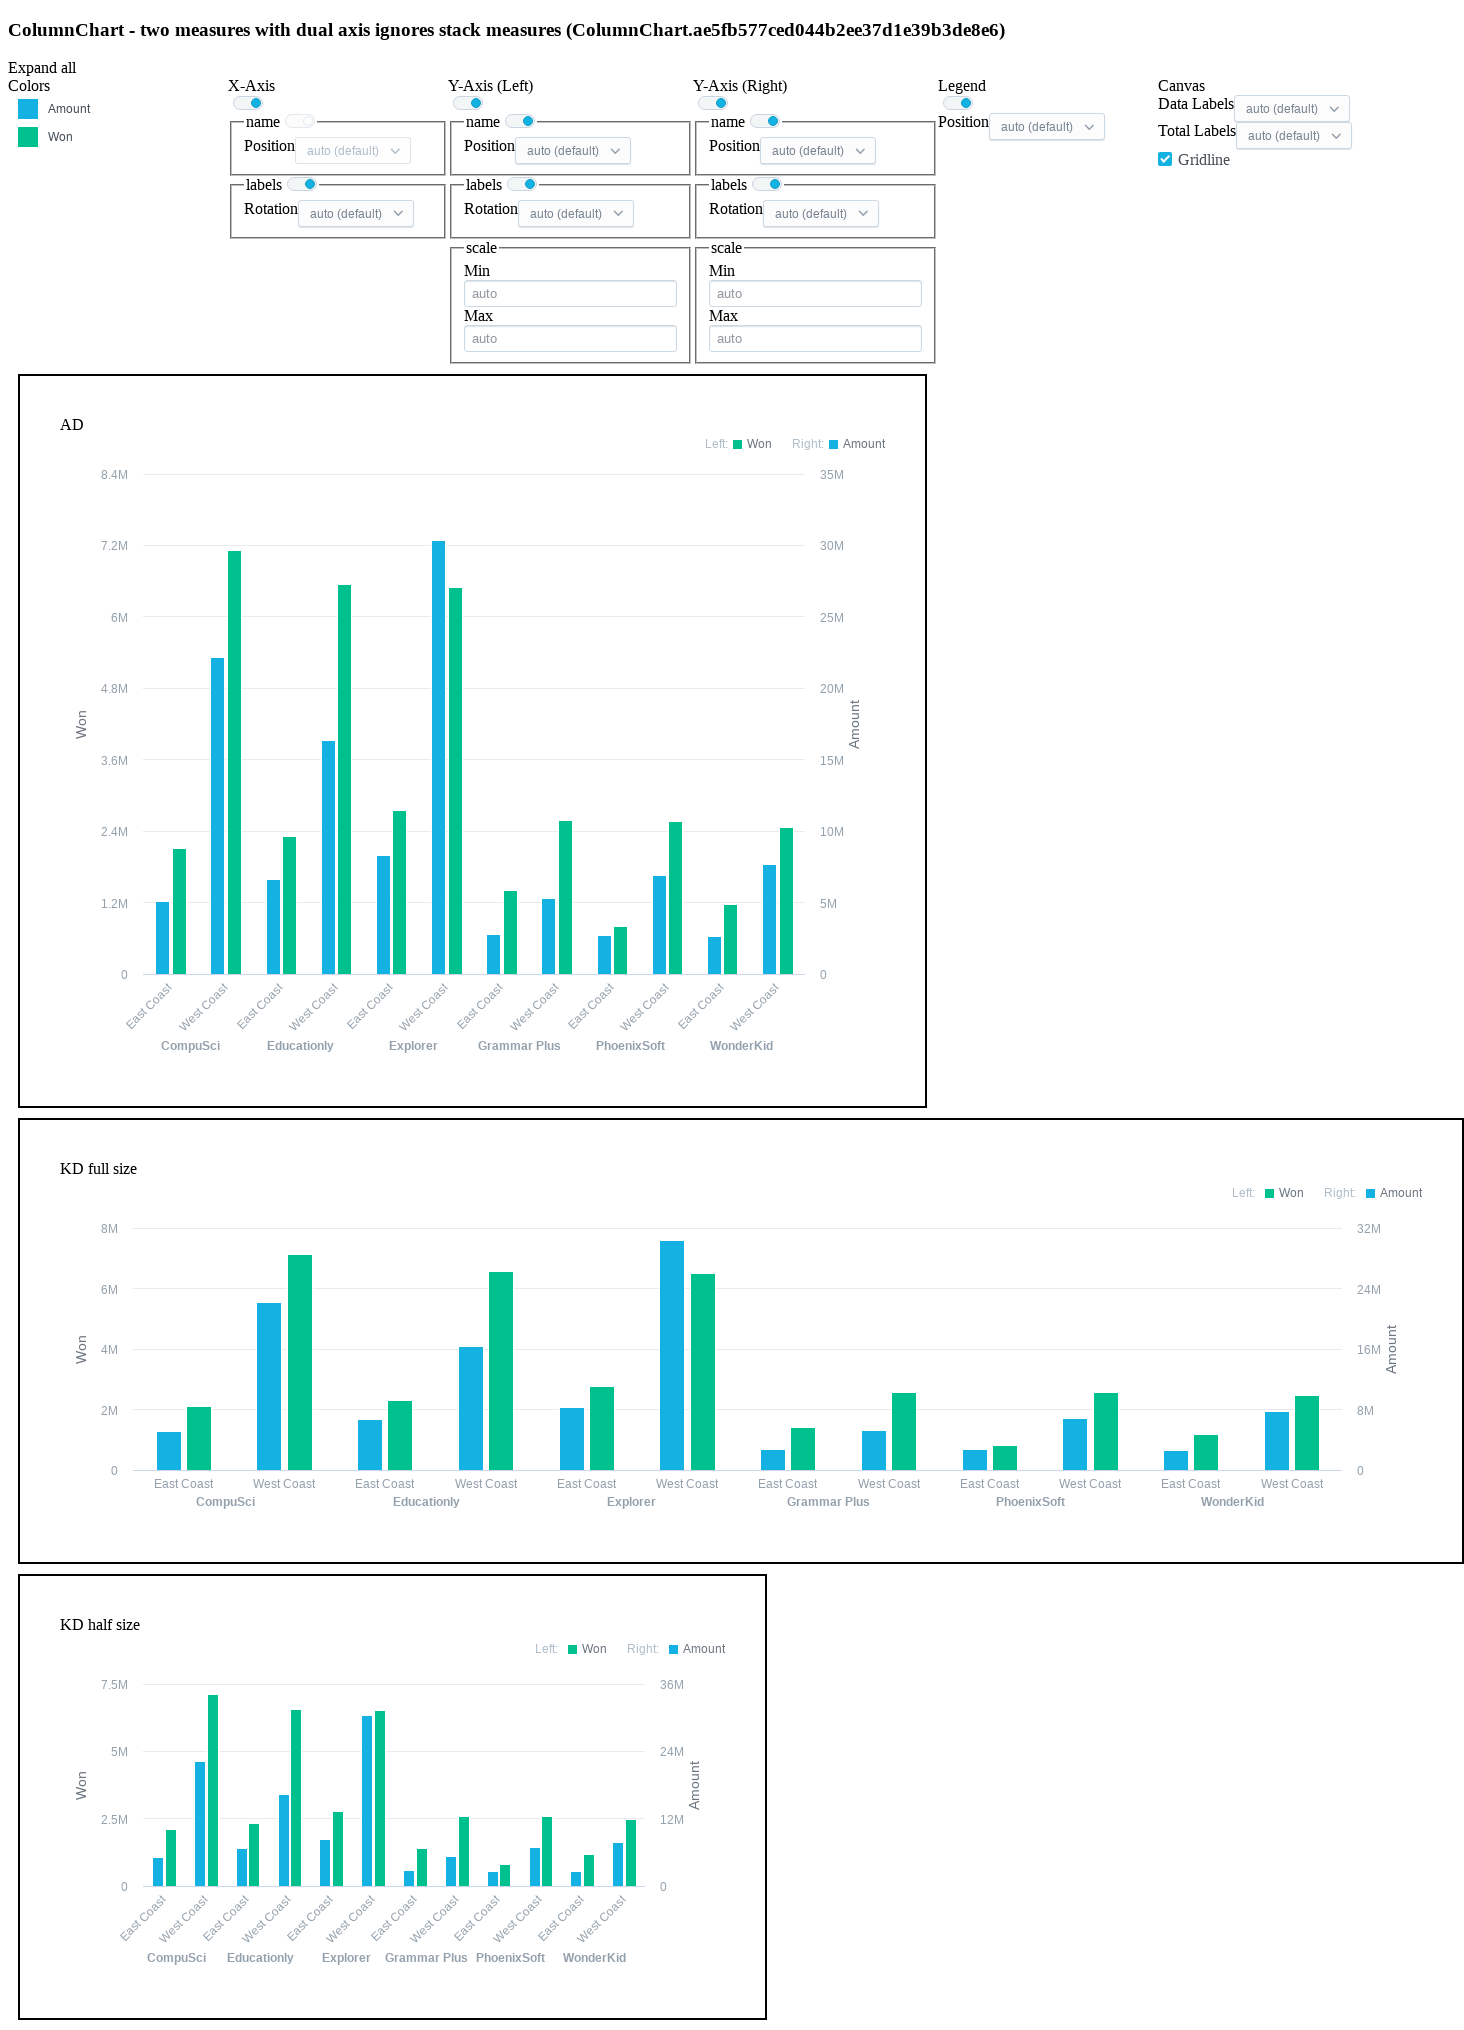 ColumnChart - two measures with dual axis ignores stack measures (ColumnChart.ae5fb577ced044b2ee37d1e39b3de8e6)
Expand all
Colors
Amount
Won
X-Axis
name
Position auto (default)
labels
Rotation auto (default)
Y-Axis (Left)
name
Position auto (default)
labels
Rotation auto (default)
scale
Min
auto
Max
auto
Y-Axis (Right)
name
Position auto (default)
labels
Rotation auto (default)
scale
Min
auto
Max
auto
Legend
Position auto (default)
Canvas
Data Labels auto (default)
Total Labels auto (default)
Gridline
AD
Left: Won Right: Amount
8.4M 35M
7.2M 30M
6M 25M
4.8M 20M
3.6M 15M
2.4M 10M
1.2M 5M
0 0
Won
Amount
East Coast West Coast East Coast West Coast East Coast West Coast East Coast West Coast East Coast West Coast East Coast West Coast
CompuSci Educationly Explorer Grammar Plus PhoenixSoft WonderKid
KD full size
Left: Won Right: Amount
8M 32M
6M 24M
4M 16M
2M 8M
0 0
Won
Amount
East Coast West Coast East Coast West Coast East Coast West Coast East Coast West Coast East Coast West Coast East Coast West Coast
CompuSci Educationly Explorer Grammar Plus PhoenixSoft WonderKid
KD half size
Left: Won Right: Amount
7.5M 36M
5M 24M
2.5M 12M
0 0
Won
Amount
East Coast West Coast East Coast West Coast East Coast West Coast East Coast West Coast East Coast West Coast East Coast West Coast
CompuSci Educationly Explorer Grammar Plus PhoenixSoft WonderKid